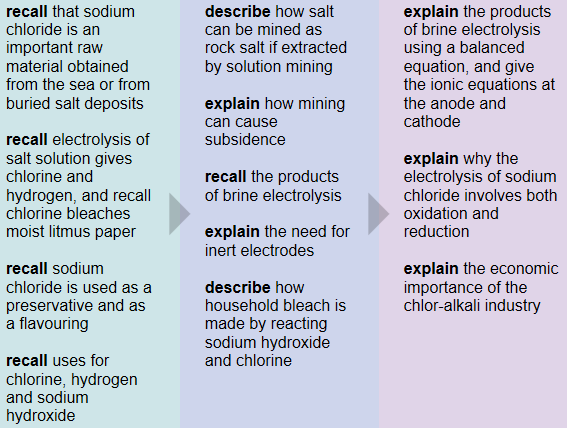 recall that sodium
chloride is an
important raw
material obtained
from the sea or from
buried salt deposits
recall electrolysis of
salt solution gives
chlorine and
hydrogen, and recall
chlorine bleaches
moist litmus paper
recall sodium
chloride is used as a
preservative and as
a flavouring
recall uses for
chlorine, hydrogen
and sodium
hydroxide
describe how salt
can be mined as
rock salt if extracted
by solution mining
explain how mining
can cause
subsidence
recall the products
of brine electrolysis
explain the need for
inert electrodes
describe how
household bleach is
made by reacting
sodium hydroxide
and chlorine
explain the products
of brine electrolysis
using a balanced
equation, and give
the ionic equations at
the anode and
cathode
explain why the
electrolysis of sodium
chloride involves both
oxidation and
reduction
explain the economic
importance of the
chlor-alkali industry